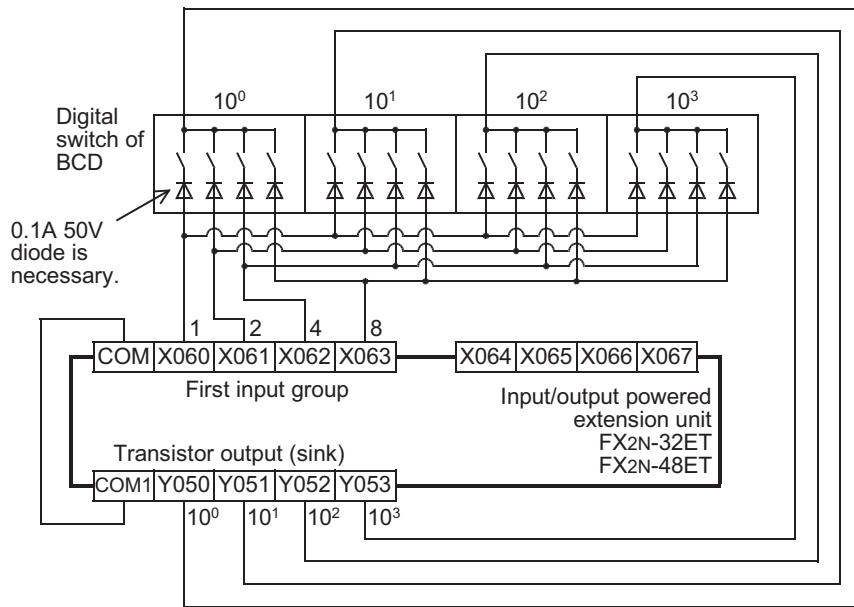 10⁰ 10¹ 10² 10³
Digital
switch of
BCD
0.1A 50V
diode is
necessary.
1 2 4 8
COM X060 X061 X062 X063 X064 X065 X066 X067
First input group
Input/output powered
extension unit
FX2N-32ET
FX2N-48ET
Transistor output (sink)
COM1 Y050 Y051 Y052 Y053
10⁰ 10¹ 10² 10³